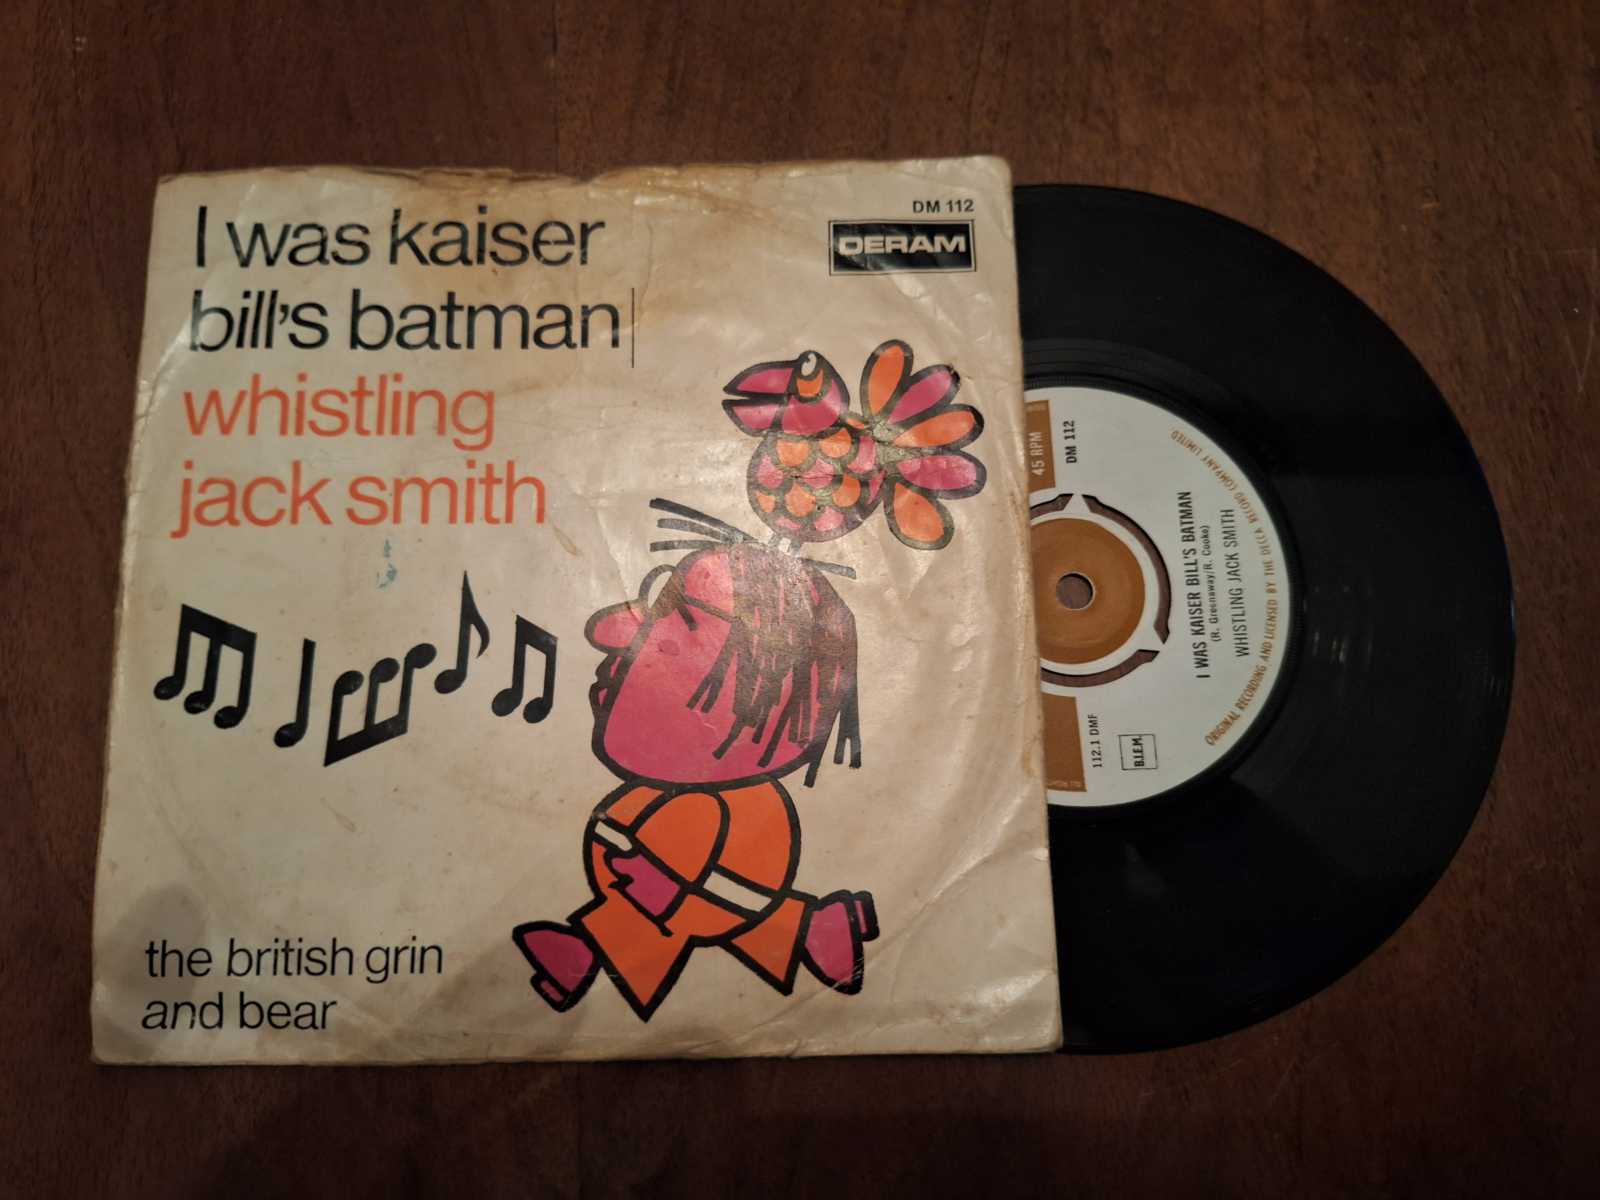 I was kaiser
bill's batman
whistling
jack smith
DM 112
DERAM
the british grin
and bear
45 RPM
DM 112
I WAS KAISER BILL'S BATMAN
(R. Greenaway/R. Cooke)
WHISTLING JACK SMITH
112.1 DMF
B.I.E.M.
ORIGINAL RECORDING AND LICENSED BY THE DECCA RECORD COMPANY LIMITED.
ALL RIGHT